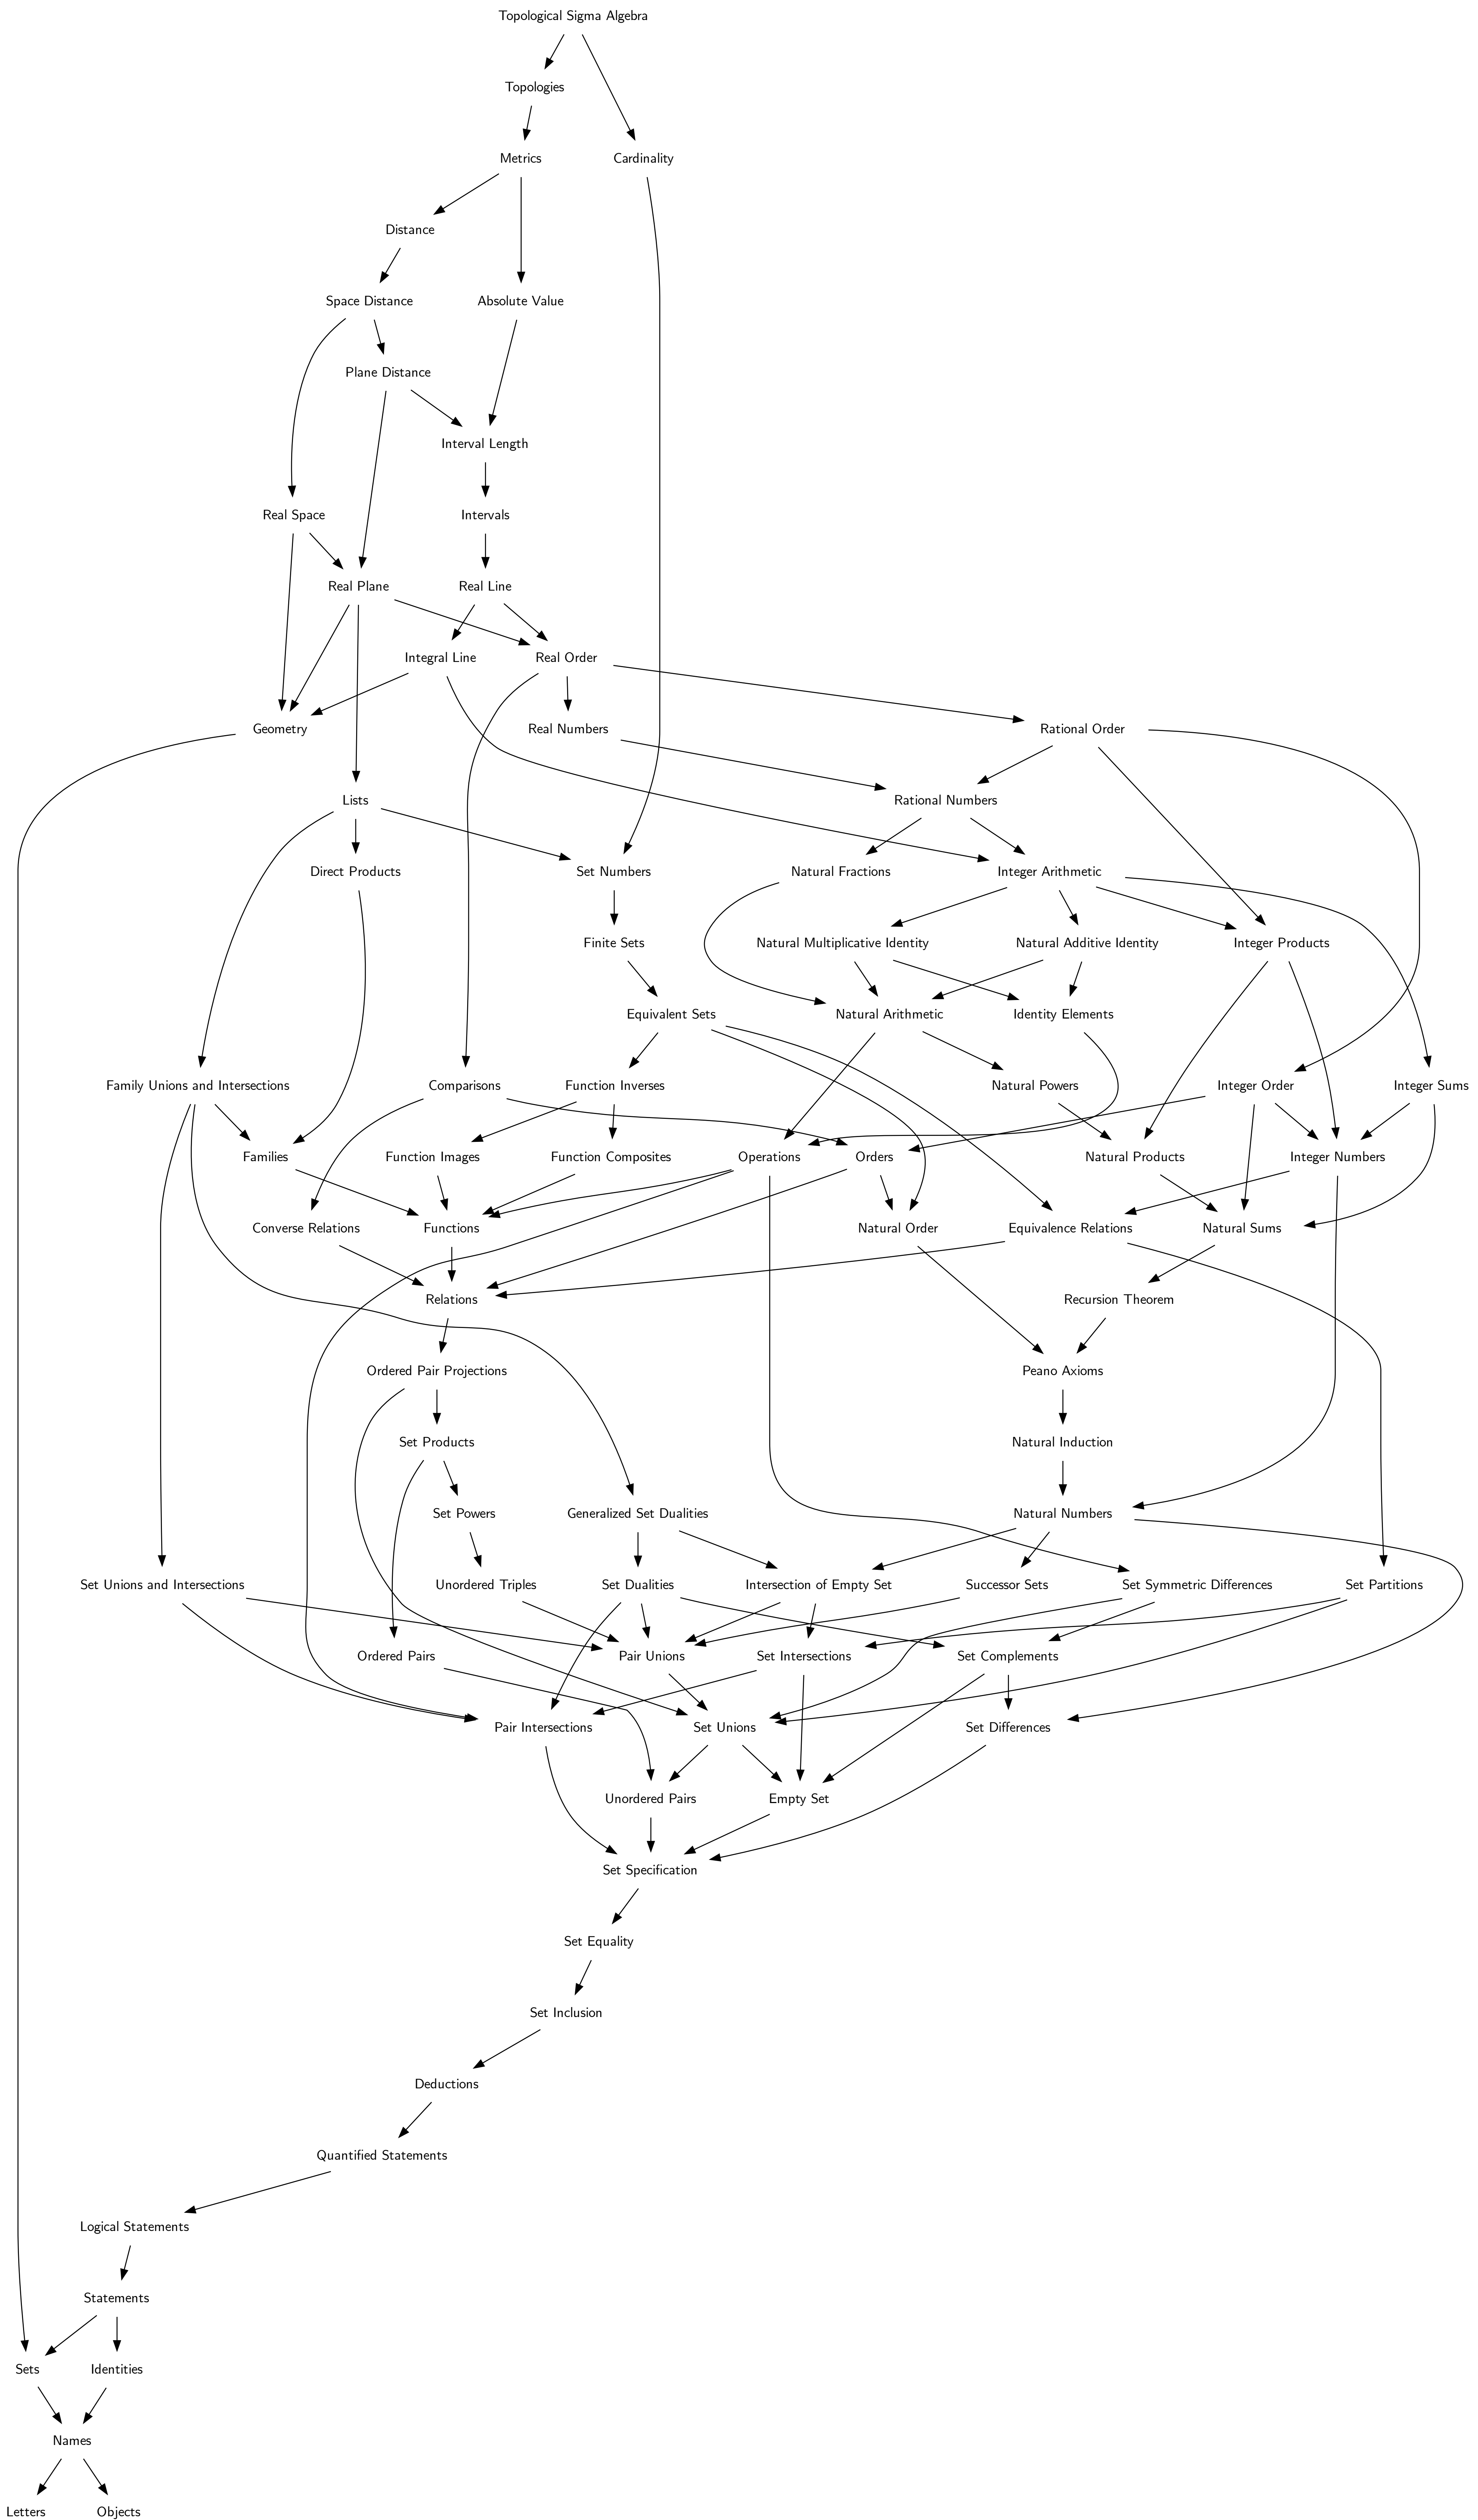 Topological Sigma Algebra
Topologies
Metrics
Cardinality
Distance
Space Distance
Absolute Value
Plane Distance
Interval Length
Real Space
Intervals
Real Plane
Real Line
Integral Line
Real Order
Geometry
Real Numbers
Rational Order
Lists
Rational Numbers
Direct Products
Set Numbers
Natural Fractions
Integer Arithmetic
Finite Sets
Natural Multiplicative Identity
Natural Additive Identity
Integer Products
Equivalent Sets
Natural Arithmetic
Identity Elements
Family Unions and Intersections
Comparisons
Function Inverses
Natural Powers
Integer Order
Integer Sums
Families
Function Images
Function Composites
Operations
Orders
Natural Products
Integer Numbers
Converse Relations
Functions
Natural Order
Equivalence Relations
Natural Sums
Relations
Recursion Theorem
Ordered Pair Projections
Peano Axioms
Set Products
Natural Induction
Set Powers
Generalized Set Dualities
Natural Numbers
Set Unions and Intersections
Unordered Triples
Set Dualities
Intersection of Empty Set
Successor Sets
Set Symmetric Differences
Set Partitions
Ordered Pairs
Pair Unions
Set Intersections
Set Complements
Pair Intersections
Set Unions
Set Differences
Unordered Pairs
Empty Set
Set Specification
Set Equality
Set Inclusion
Deductions
Quantified Statements
Logical Statements
Statements
Sets
Identities
Names
Letters
Objects